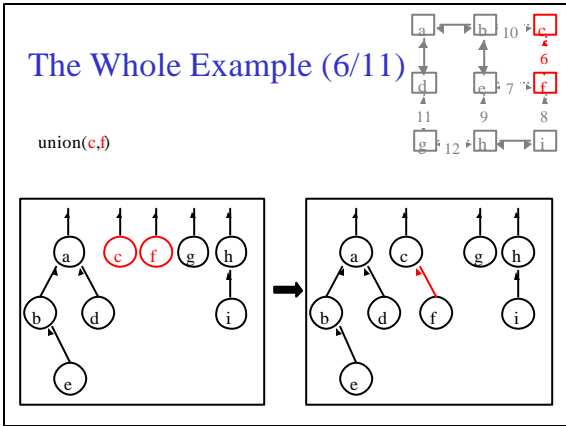 The Whole Example (6/11)
a b 10 c
6
d e 7 f
11 9 8
g 12 h i
union(c,f)
a c f g h
b d i
e
a c g h
b d f i
e